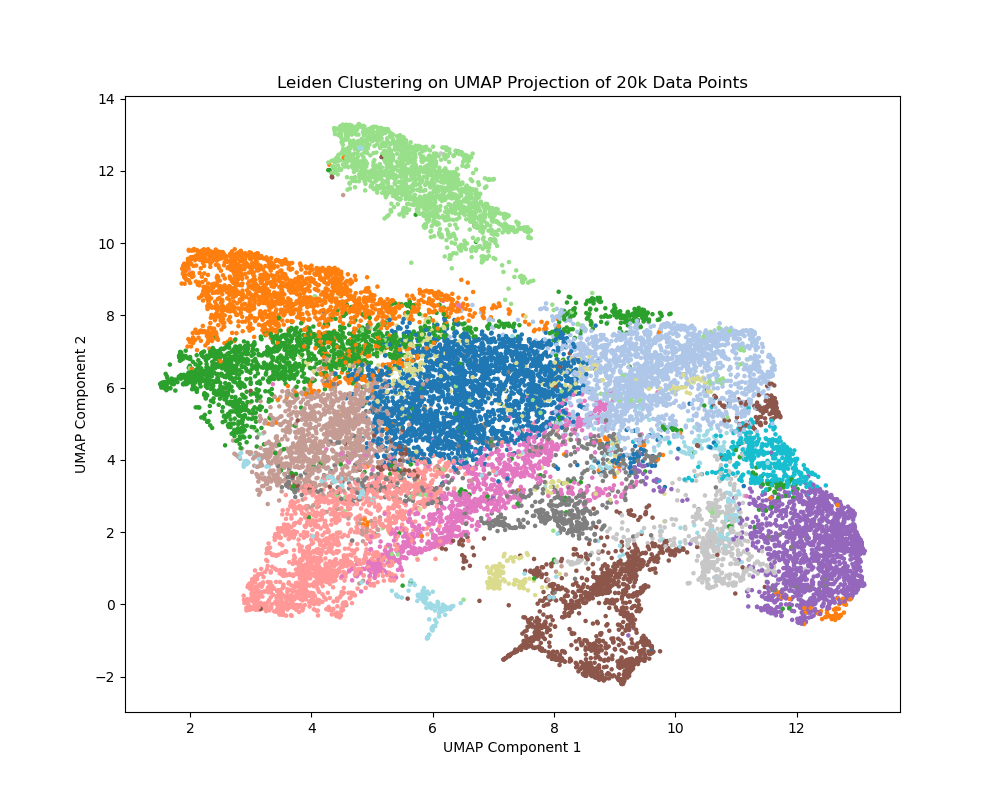 Leiden Clustering on UMAP Projection of 20k Data Points
14
12
10
8
6
4
2
0
−2
UMAP Component 2
2 4 6 8 10 12
UMAP Component 1